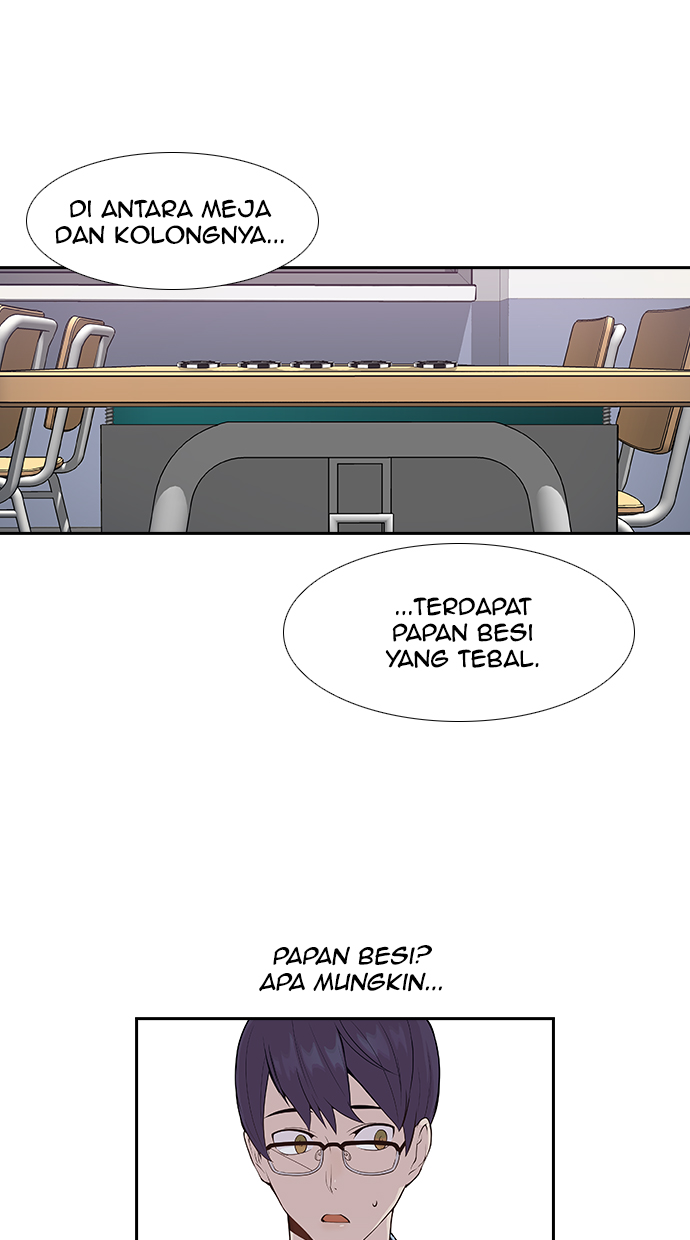 DI ANTARA MEJA
DAN KOLONGNYA...
...TERDAPAT
PAPAN BESI
YANG TEBAL.
PAPAN BESI?
APA MUNGKIN...